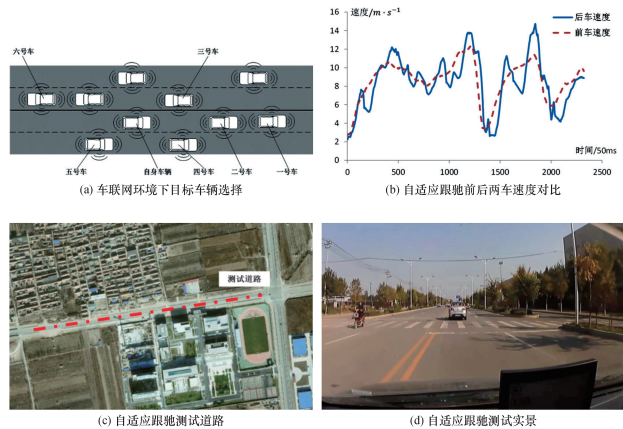 六号车
三号车
五号车
自身车辆
四号车
二号车
一号车
(a) 车联网环境下目标车辆选择
速度/m·s⁻¹
后车速度
前车速度
16
14
12
10
8
6
4
2
0
时间/50ms
0
500
1000
1500
2000
2500
(b) 自适应跟驰前后两车速度对比
测试道路
(c) 自适应跟驰测试道路
(d) 自适应跟驰测试实景